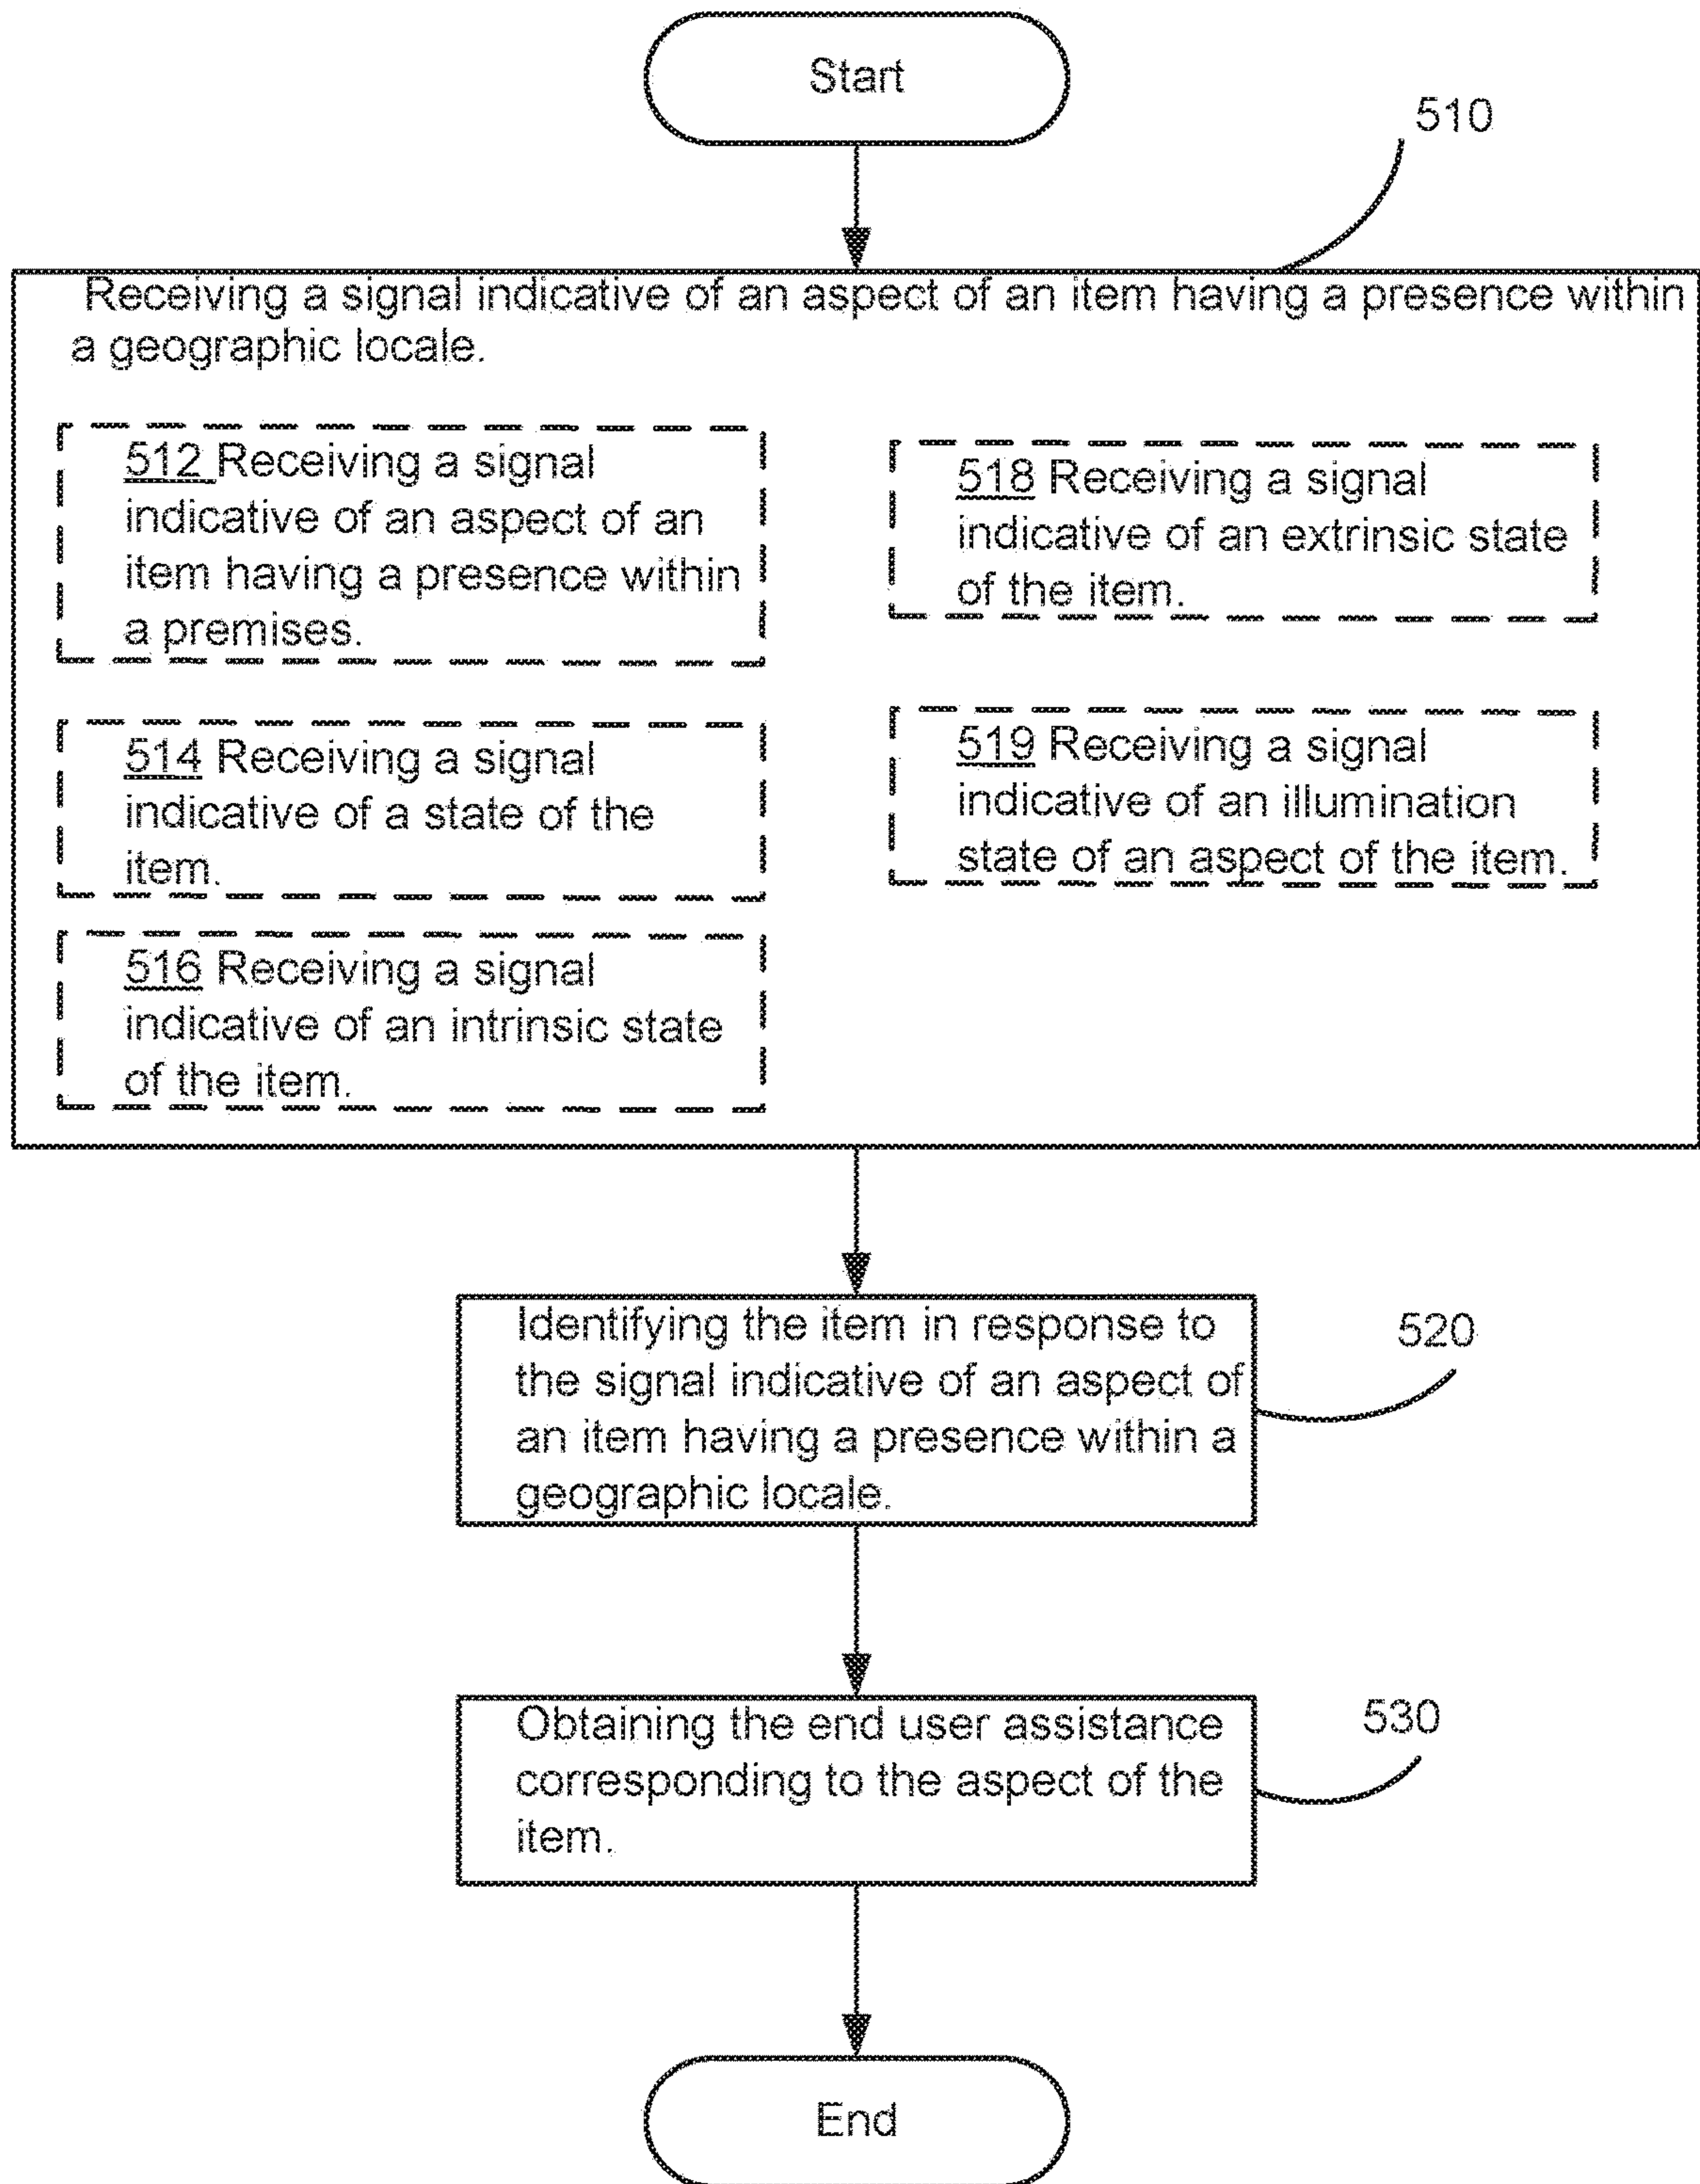 Start
510
Receiving a signal indicative of an aspect of an item having a presence within
a geographic locale.
512 Receiving a signal
indicative of an aspect of an
item having a presence within
a premises.
514 Receiving a signal
indicative of a state of the
item.
516 Receiving a signal
indicative of an intrinsic state
of the item.
518 Receiving a signal
indicative of an extrinsic state
of the item.
519 Receiving a signal
indicative of an illumination
state of an aspect of the item.
Identifying the item in response to
the signal indicative of an aspect of
an item having a presence within a
geographic locale.
520
Obtaining the end user assistance
corresponding to the aspect of the
item.
530
End